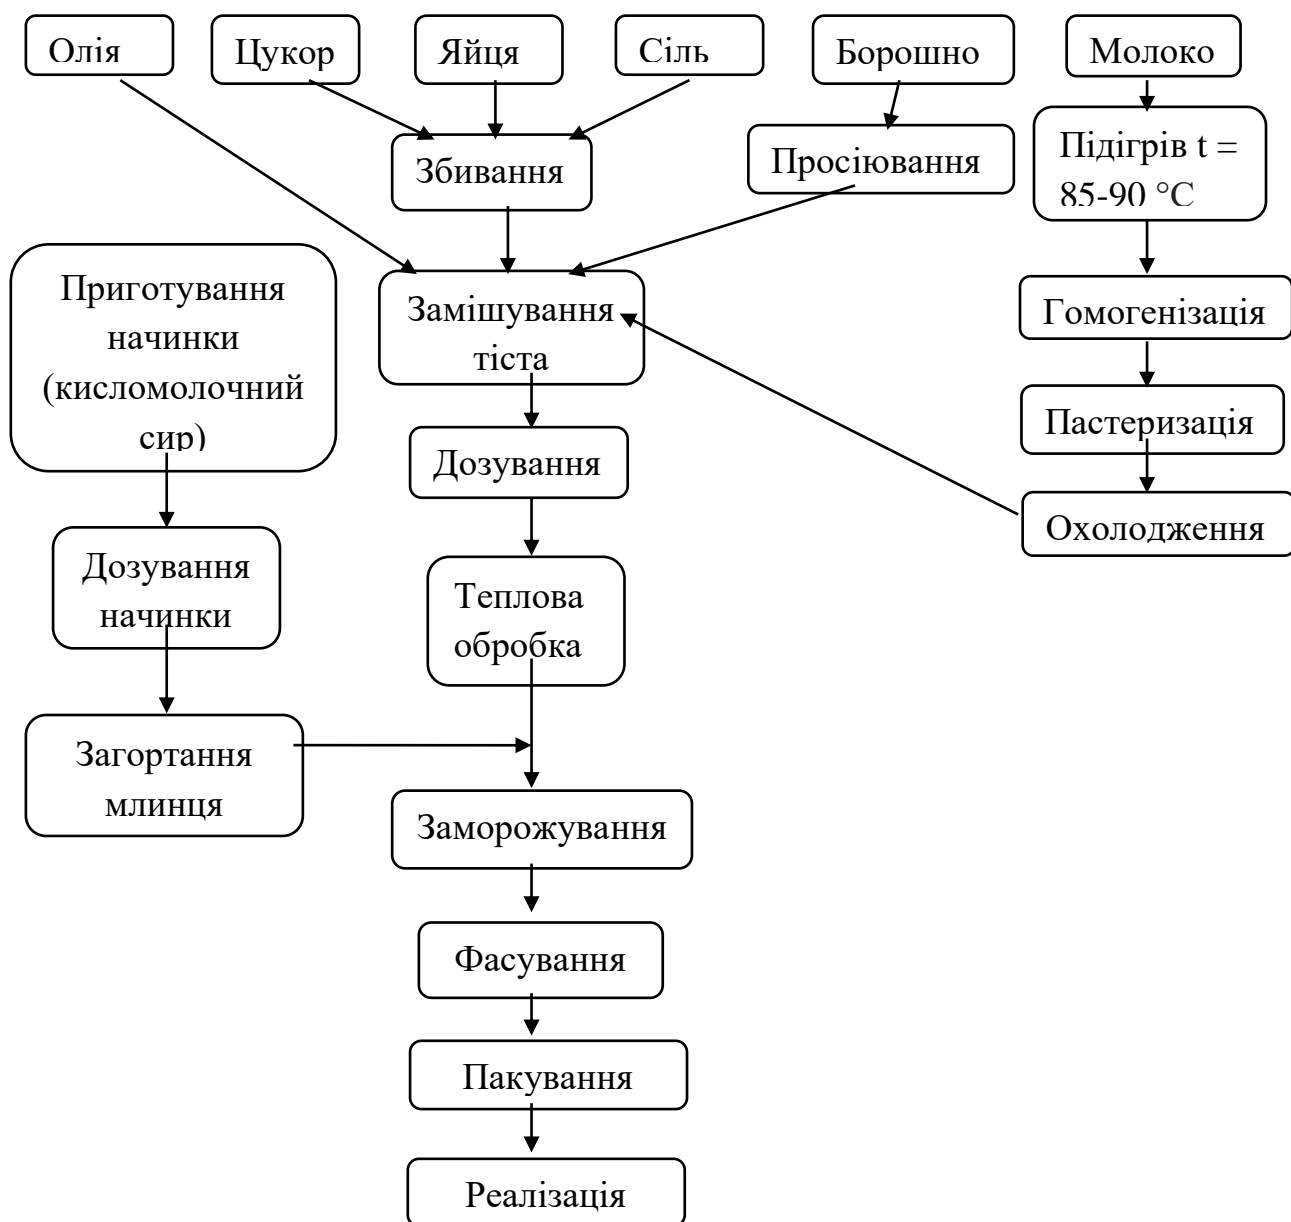 Олія
Цукор
Яйця
Сіль
Борошно
Молоко
Збивання
Просіювання
Підігрів t =
85-90 °C
Приготування
начинки
(кисломолочний
сир)
Замішування
тіста
Гомогенізація
Пастеризація
Дозування
Охолодження
Дозування
начинки
Теплова
обробка
Загортання
млинця
Заморожування
Фасування
Пакування
Реалізація